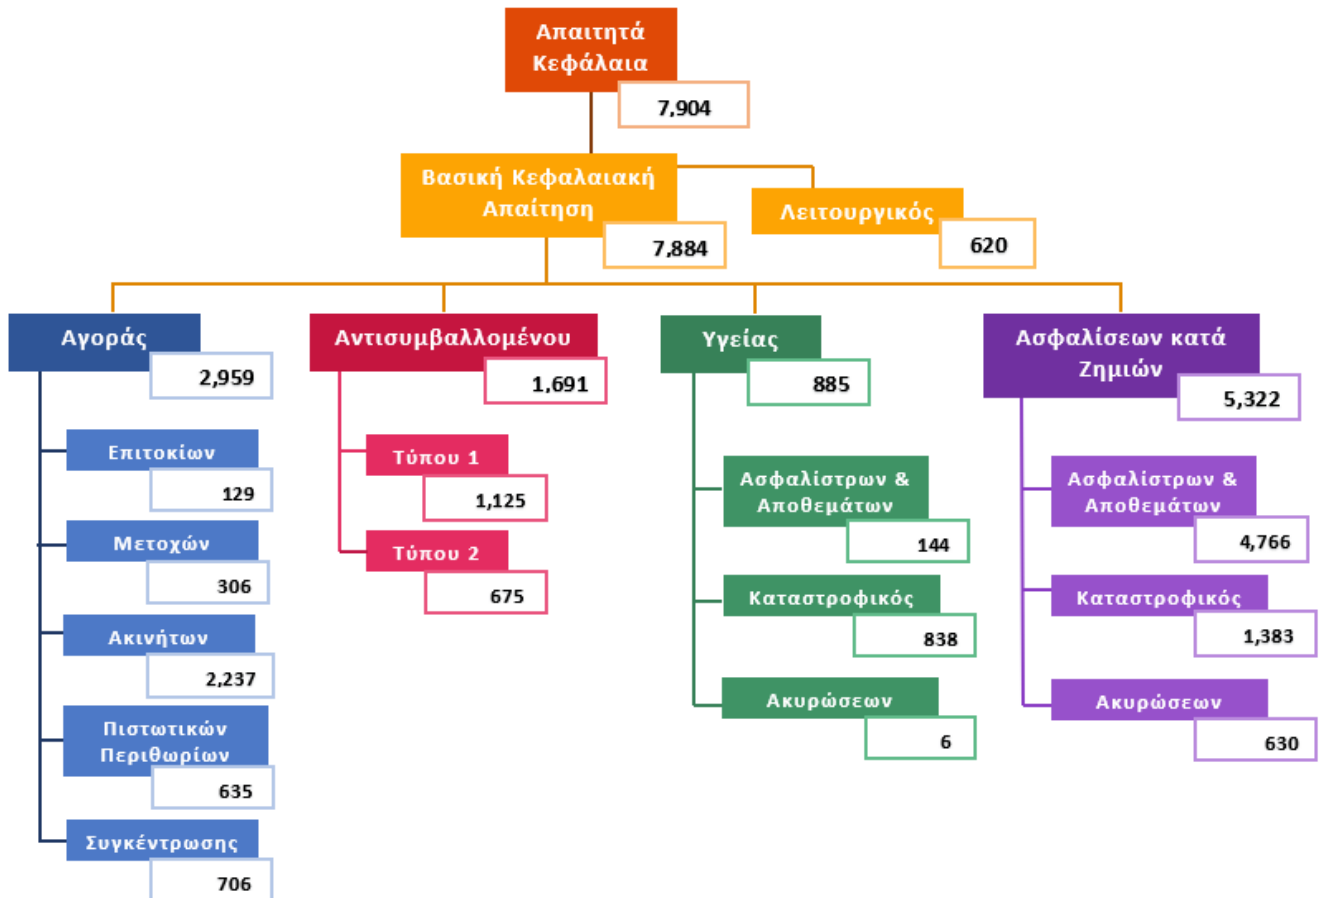 Απαιτητά
Κεφάλαια
7,904
Βασική Κεφαλαιακή
Απαίτηση
7,884
Λειτουργικός
620
Αγοράς
2,959
Επιτοκίων
129
Μετοχών
306
Ακινήτων
2,237
Πιστωτικών
Περιθωρίων
635
Συγκέντρωσης
706
Αντισυμβαλλομένου
1,691
Τύπου 1
1,125
Τύπου 2
675
Υγείας
885
Ασφαλίστρων &
Αποθεμάτων
144
Καταστροφικός
838
Ακυρώσεων
6
Ασφαλίσεων κατά
Ζημιών
5,322
Ασφαλίστρων &
Αποθεμάτων
4,766
Καταστροφικός
1,383
Ακυρώσεων
630